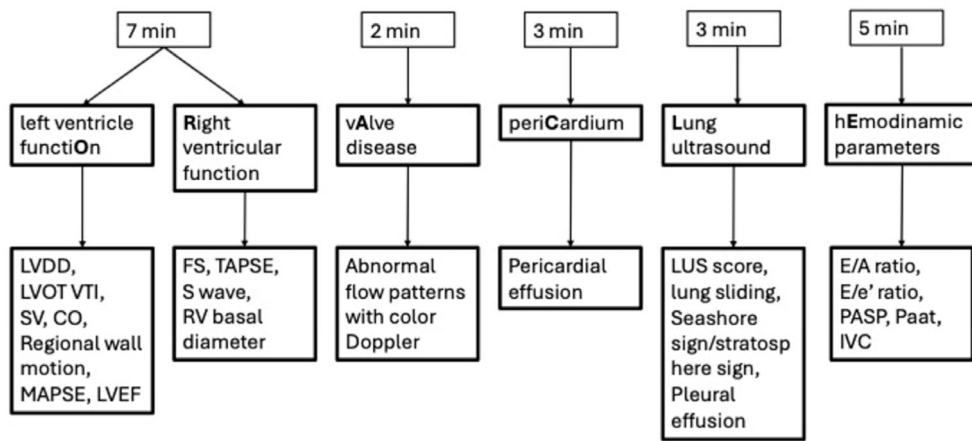 7 min
2 min
3 min
3 min
5 min
left ventricle
functiOn
Right
ventricular
function
vAlve
disease
periCardium
Lung
ultrasound
hEmodinamic
parameters
LVDD,
LVOT VTI,
SV, CO,
Regional wall
motion,
MAPSE, LVEF
FS, TAPSE,
S wave,
RV basal
diameter
Abnormal
flow patterns
with color
Doppler
Pericardial
effusion
LUS score,
lung sliding,
Seashore
sign/stratosp
here sign,
Pleural
effusion
E/A ratio,
E/e’ ratio,
PASP, Paat,
IVC